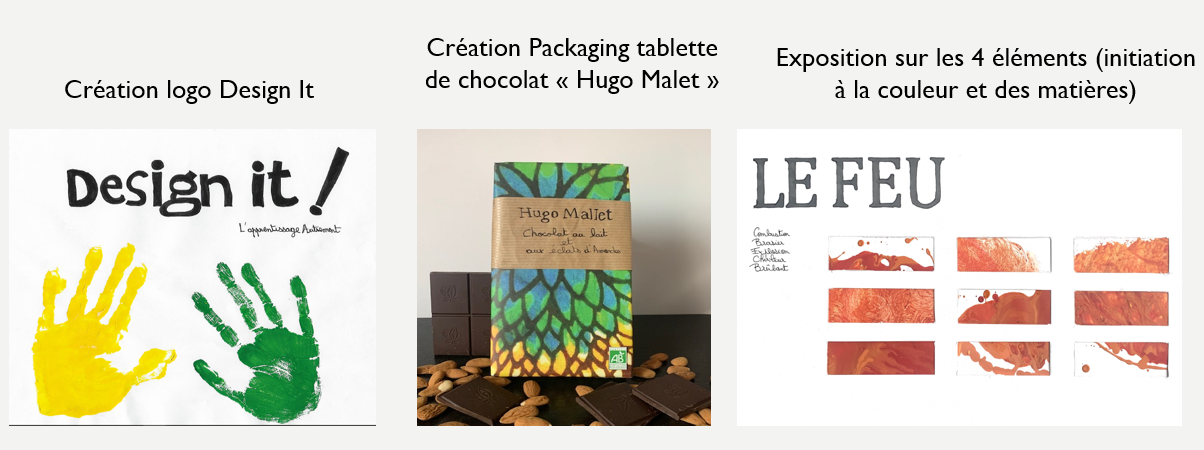 Création logo Design It
Création Packaging tablette
de chocolat « Hugo Malet »
Exposition sur les 4 éléments (initiation
à la couleur et des matières)
Design it !
L'apprentissage Autrement
Hugo Mallet
Chocolat au lait
et
aux éclats d'Amande
AB
LE FEU
Combustion
Brasier
Explosion
Chaleur
Brûlant